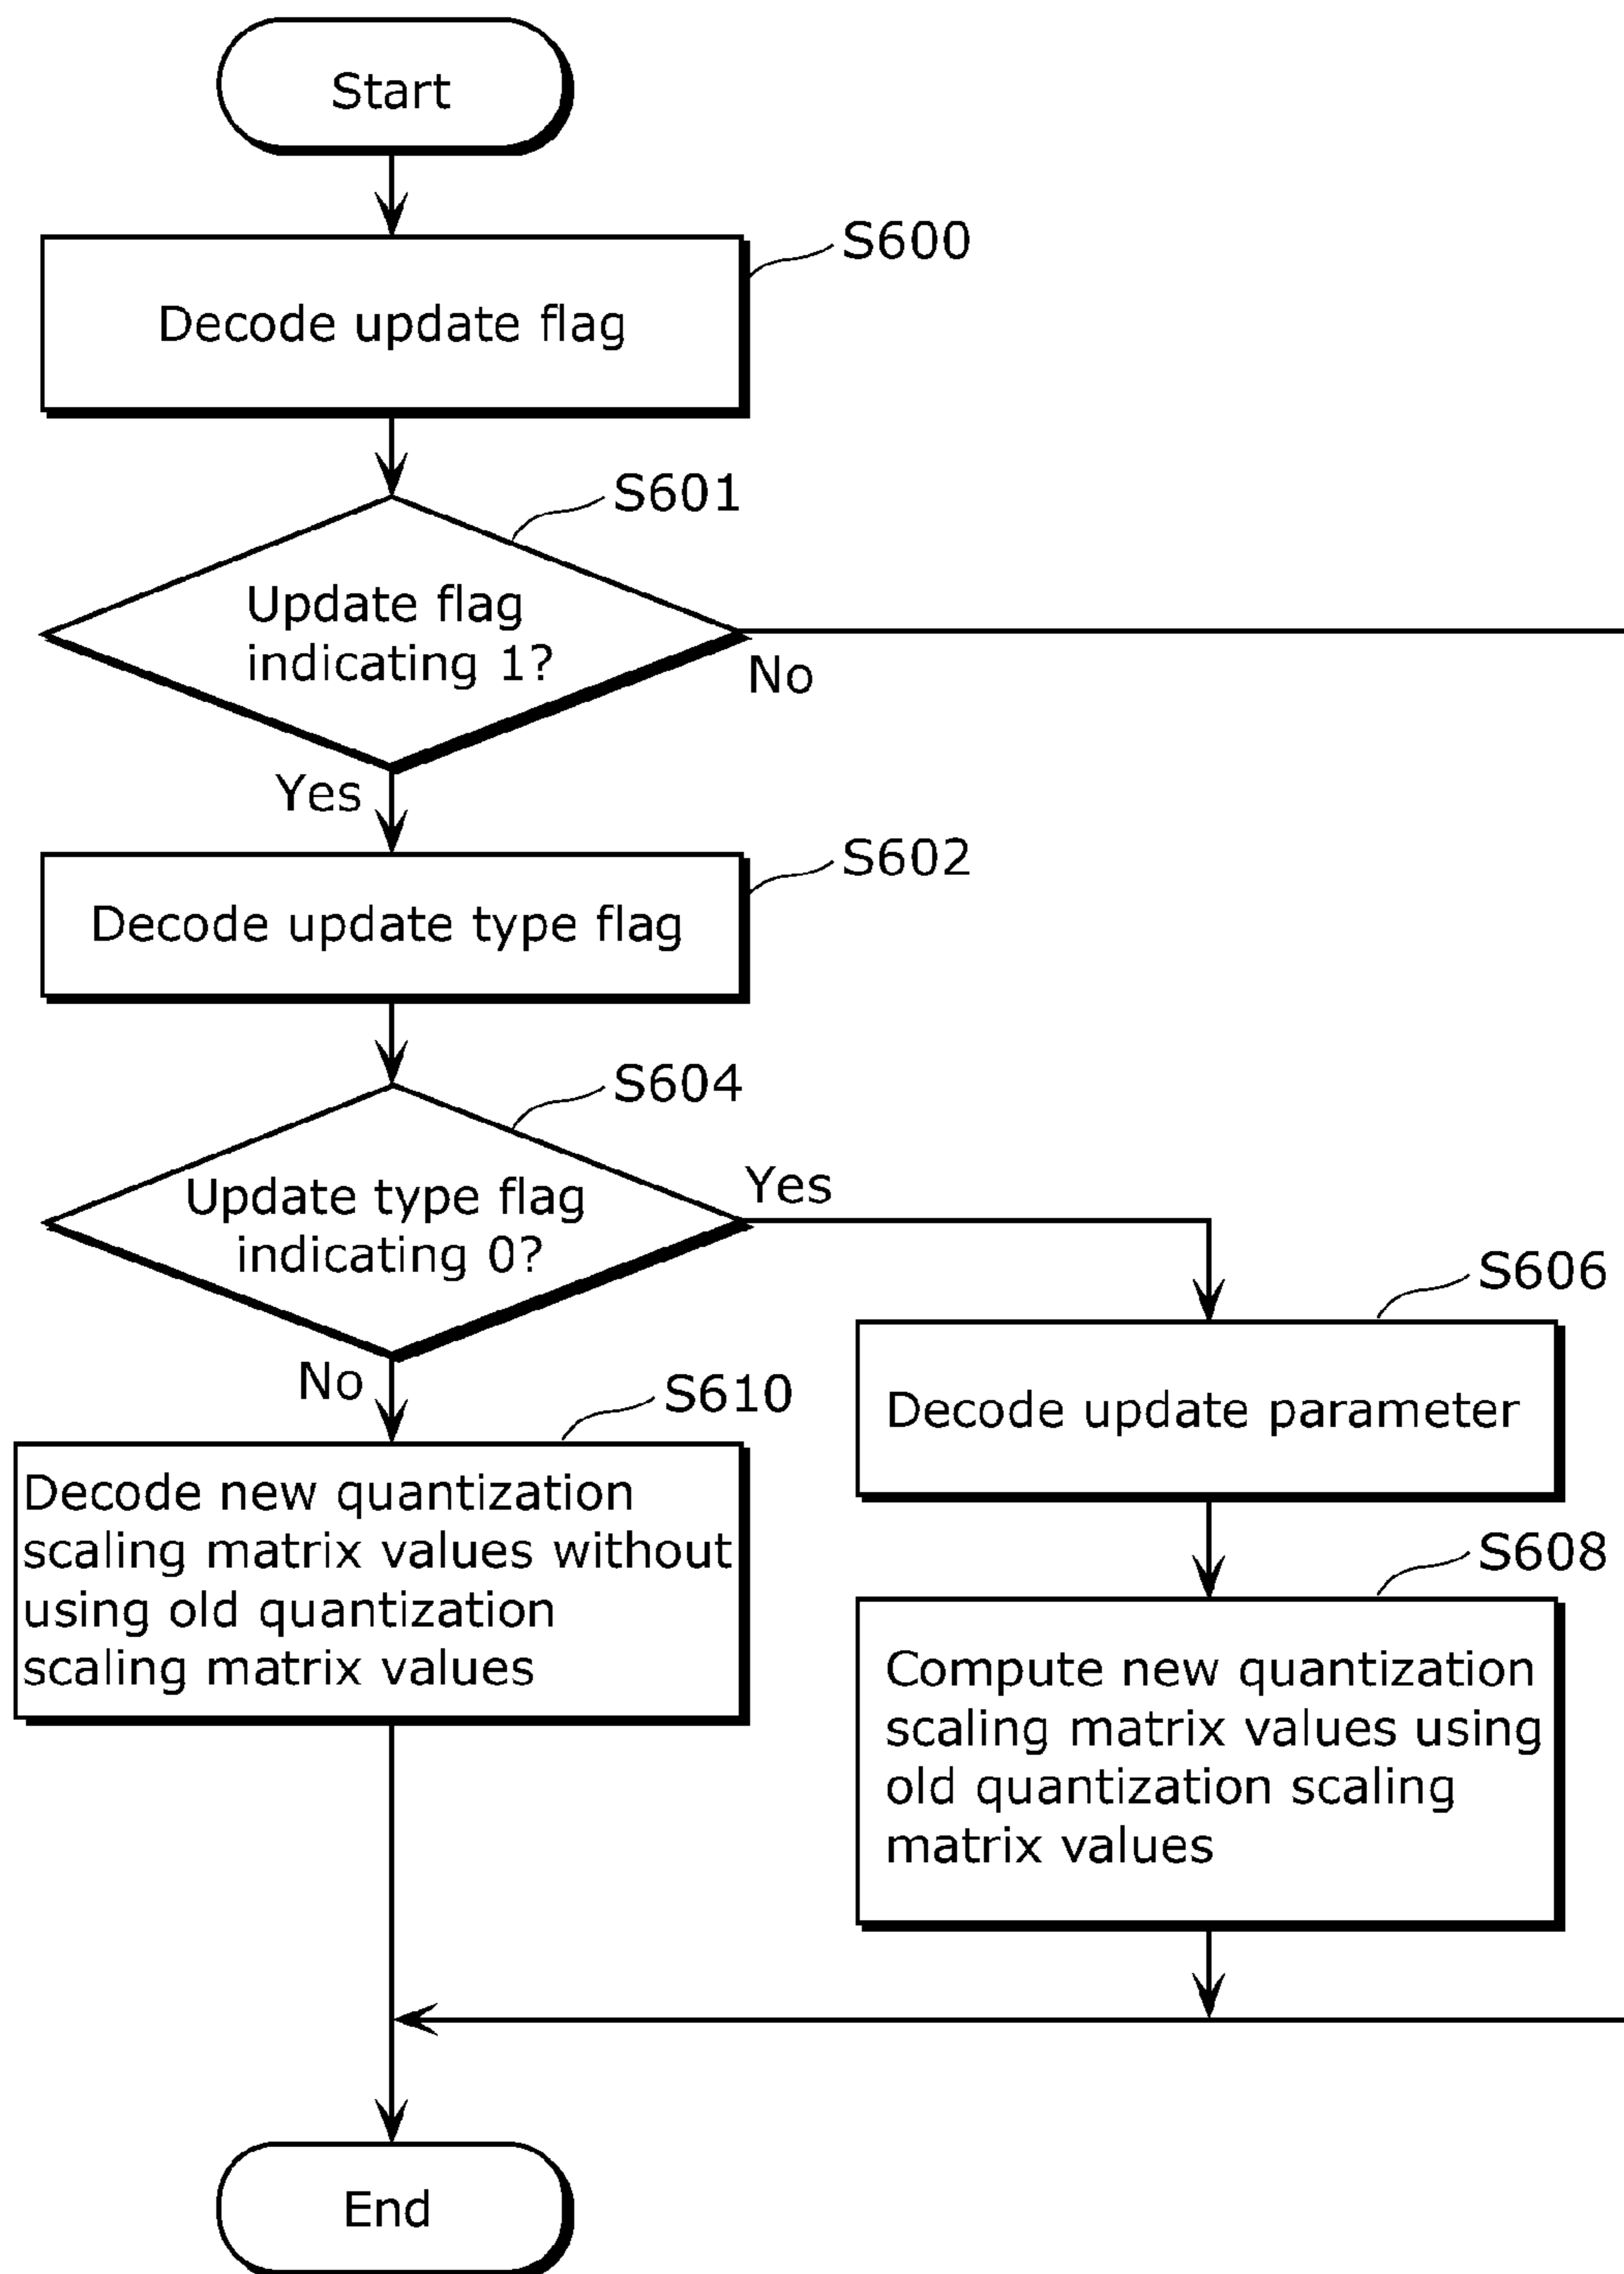 Start
S600
Decode update flag
S601
Update flag
indicating 1?
No
Yes
S602
Decode update type flag
S604
Update type flag
indicating 0?
Yes
S606
Decode update parameter
No
S610
Decode new quantization
scaling matrix values without
using old quantization
scaling matrix values
S608
Compute new quantization
scaling matrix values using
old quantization scaling
matrix values
End